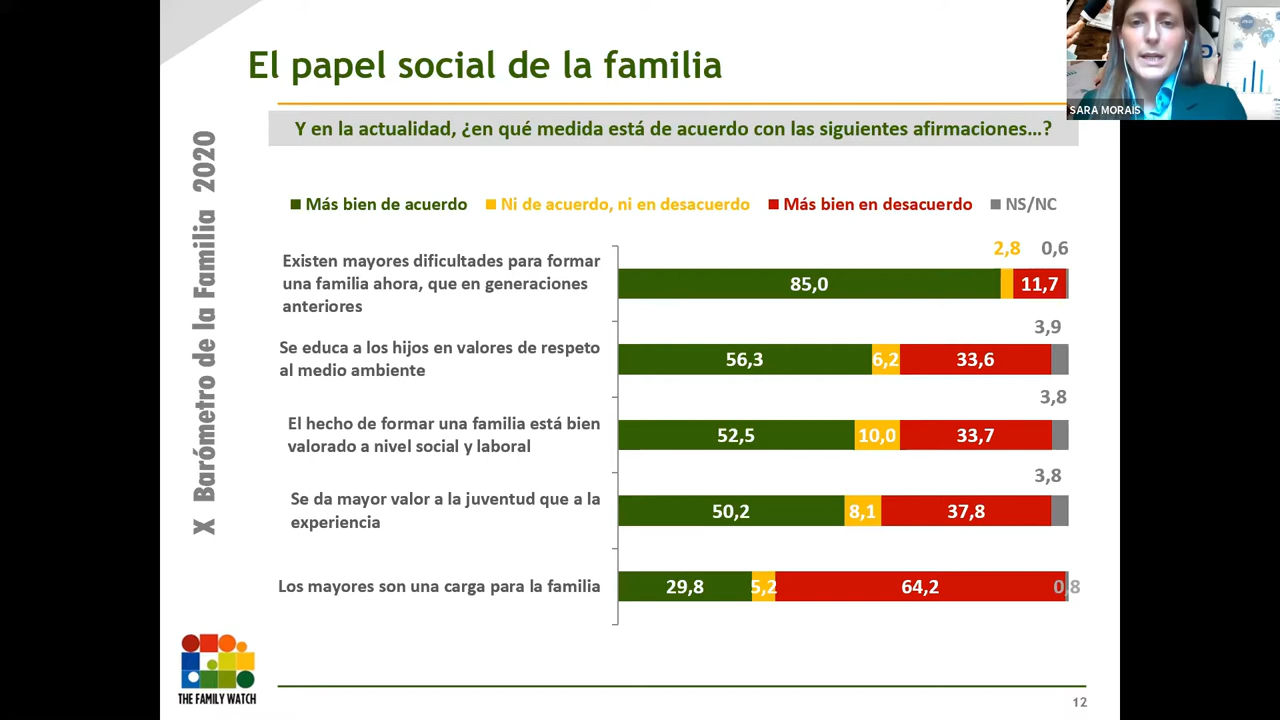 El papel social de la familia
SARA MORAIS
Y en la actualidad, ¿en qué medida está de acuerdo con las siguientes afirmaciones…?
X Barómetro de la Familia 2020
Más bien de acuerdo Ni de acuerdo, ni en desacuerdo Más bien en desacuerdo NS/NC
2,8 0,6
Existen mayores dificultades para formar
una familia ahora, que en generaciones
anteriores
85,0 11,7
3,9
Se educa a los hijos en valores de respeto
al medio ambiente
56,3 6,2 33,6
3,8
El hecho de formar una familia está bien
valorado a nivel social y laboral
52,5 10,0 33,7
3,8
Se da mayor valor a la juventud que a la
experiencia
50,2 8,1 37,8
Los mayores son una carga para la familia
29,8 5,2 64,2 0,8
THE FAMILY WATCH
12